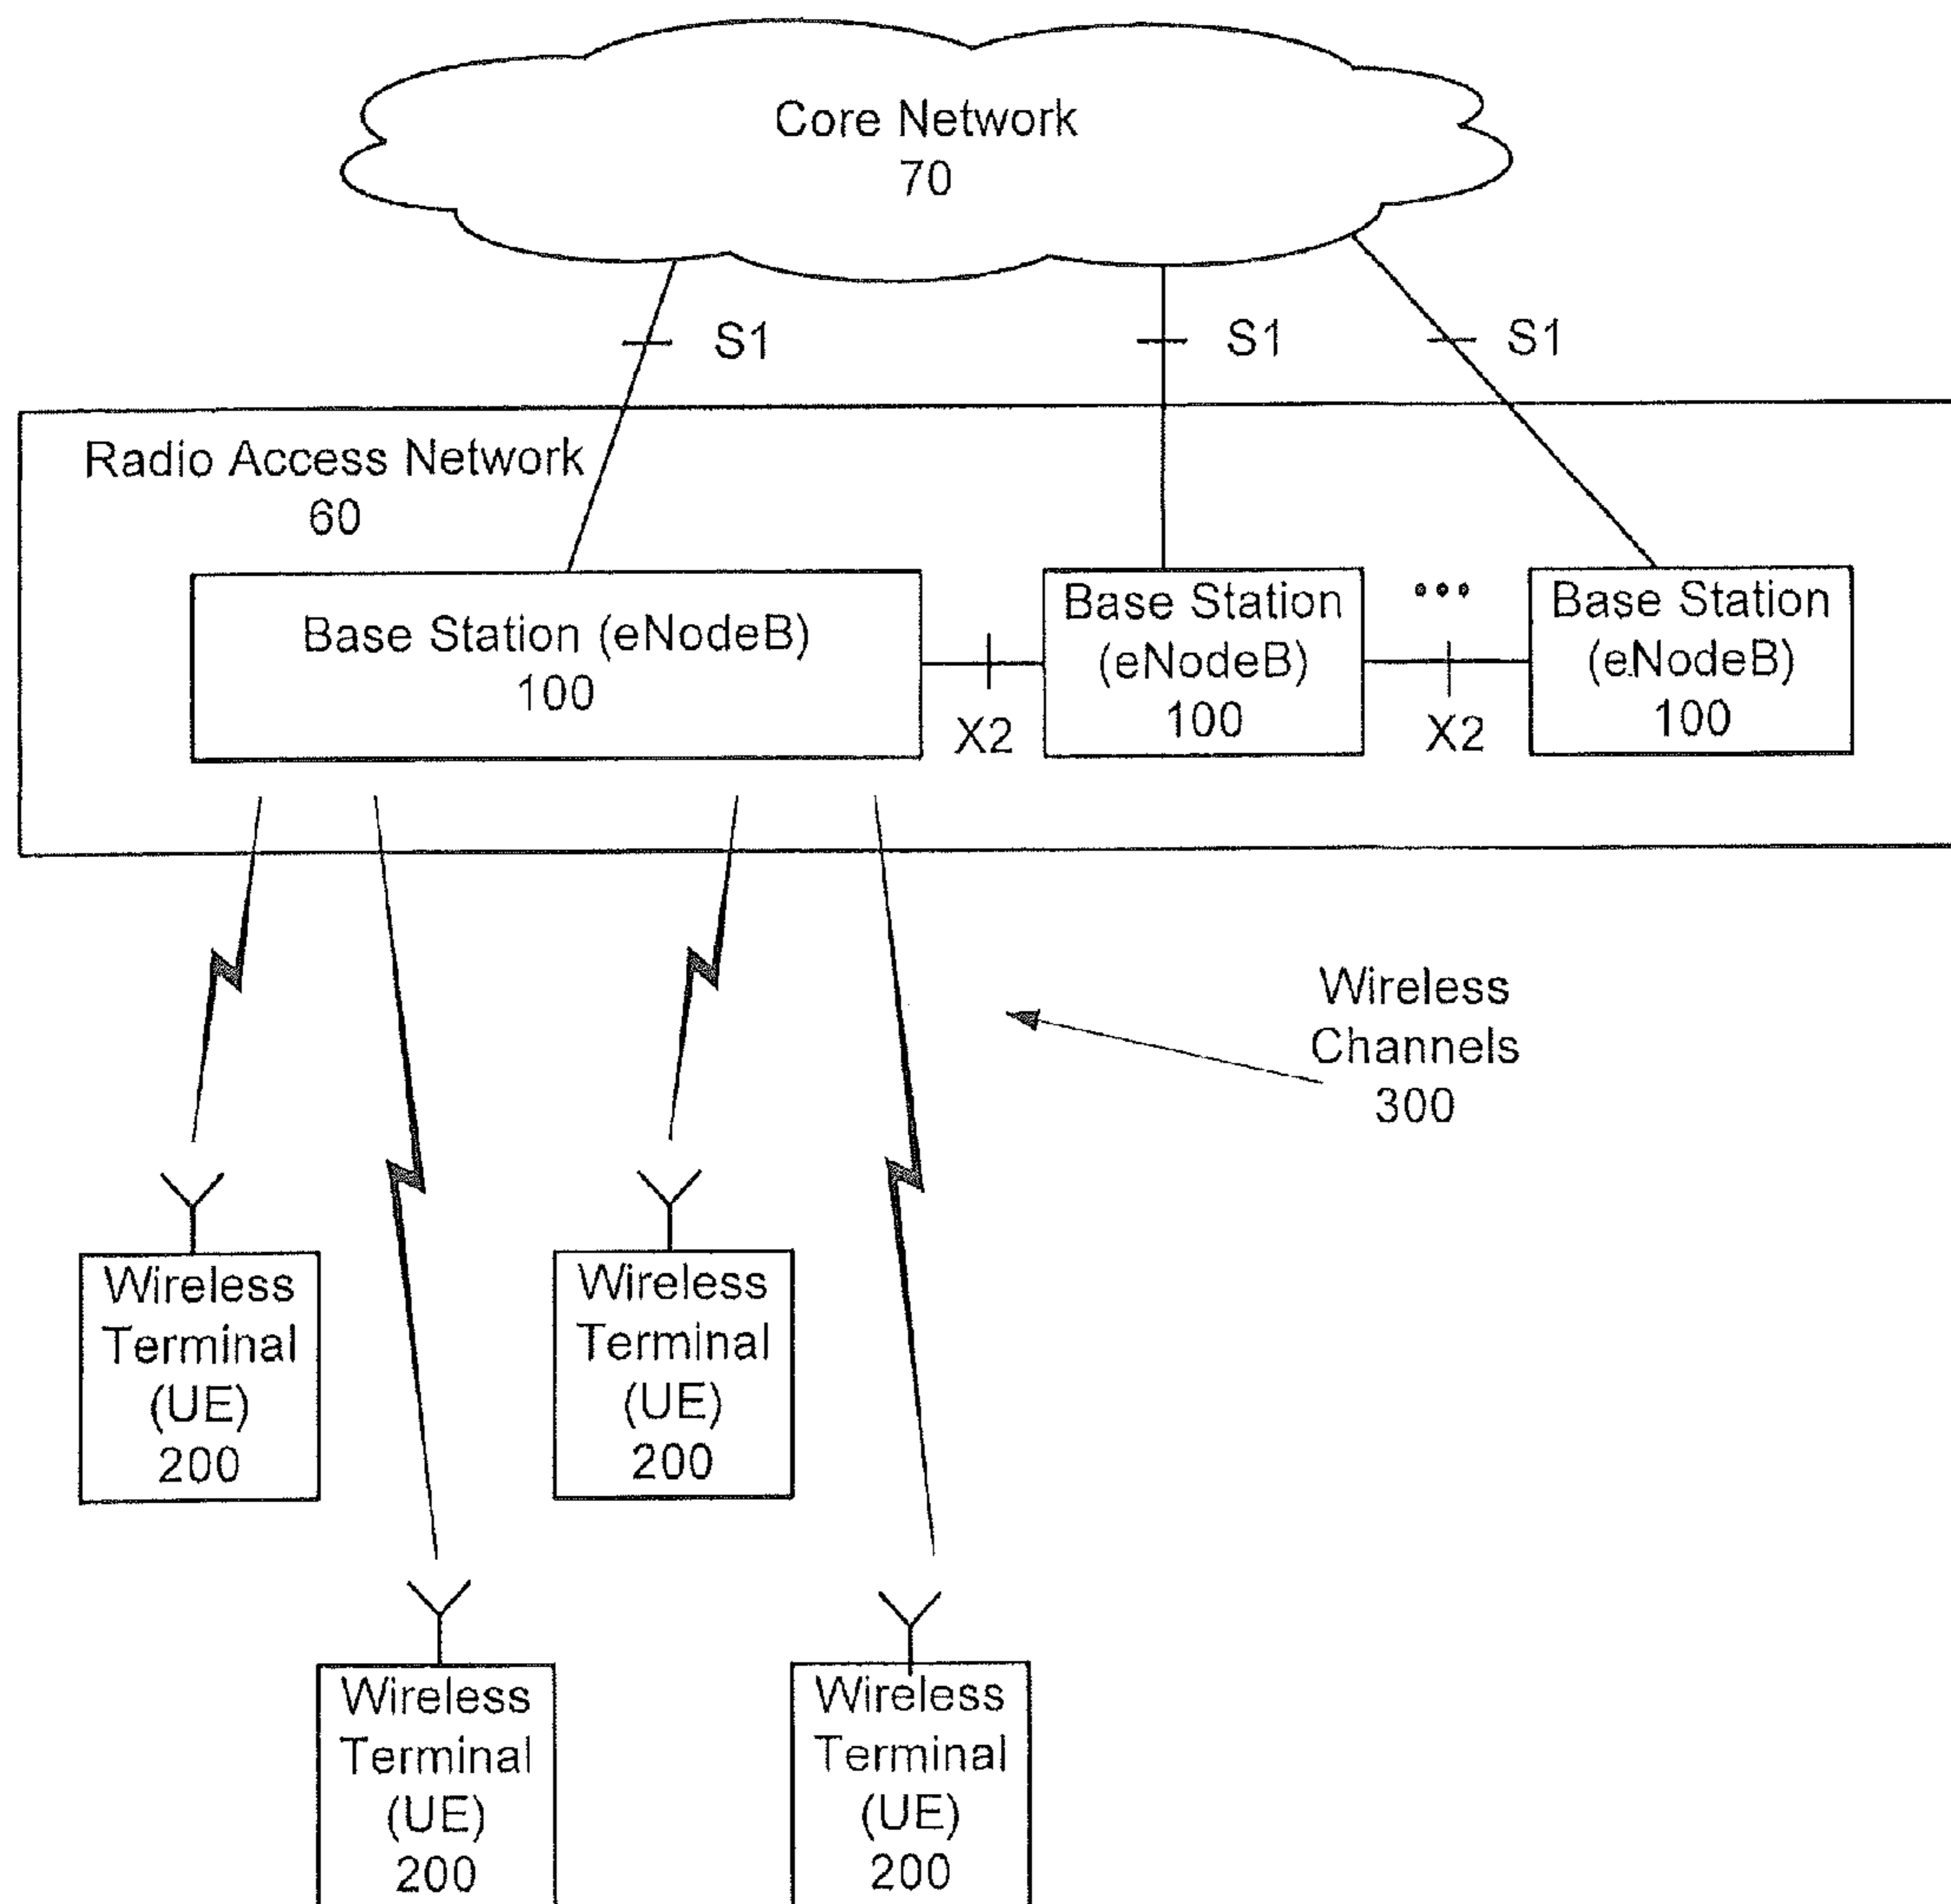 Core Network
70
S1
S1
S1
Radio Access Network
60
Base Station (eNodeB)
100
X2
Base Station
(eNodeB)
100
•••
X2
Base Station
(eNodeB)
100
Wireless
Channels
300
Wireless
Terminal
(UE)
200
Wireless
Terminal
(UE)
200
Wireless
Terminal
(UE)
200
Wireless
Terminal
(UE)
200